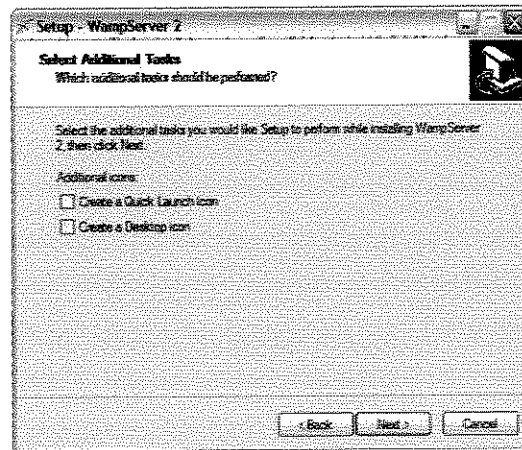 Setup - WampServer 2
Select Additional Tasks
Which additional tasks should be performed?
Select the additional tasks you would like Setup to perform while installing WampServer
2, then click Next.
Additional icons:
Create a Quick Launch icon
Create a Desktop icon
< Back
Next >
Cancel